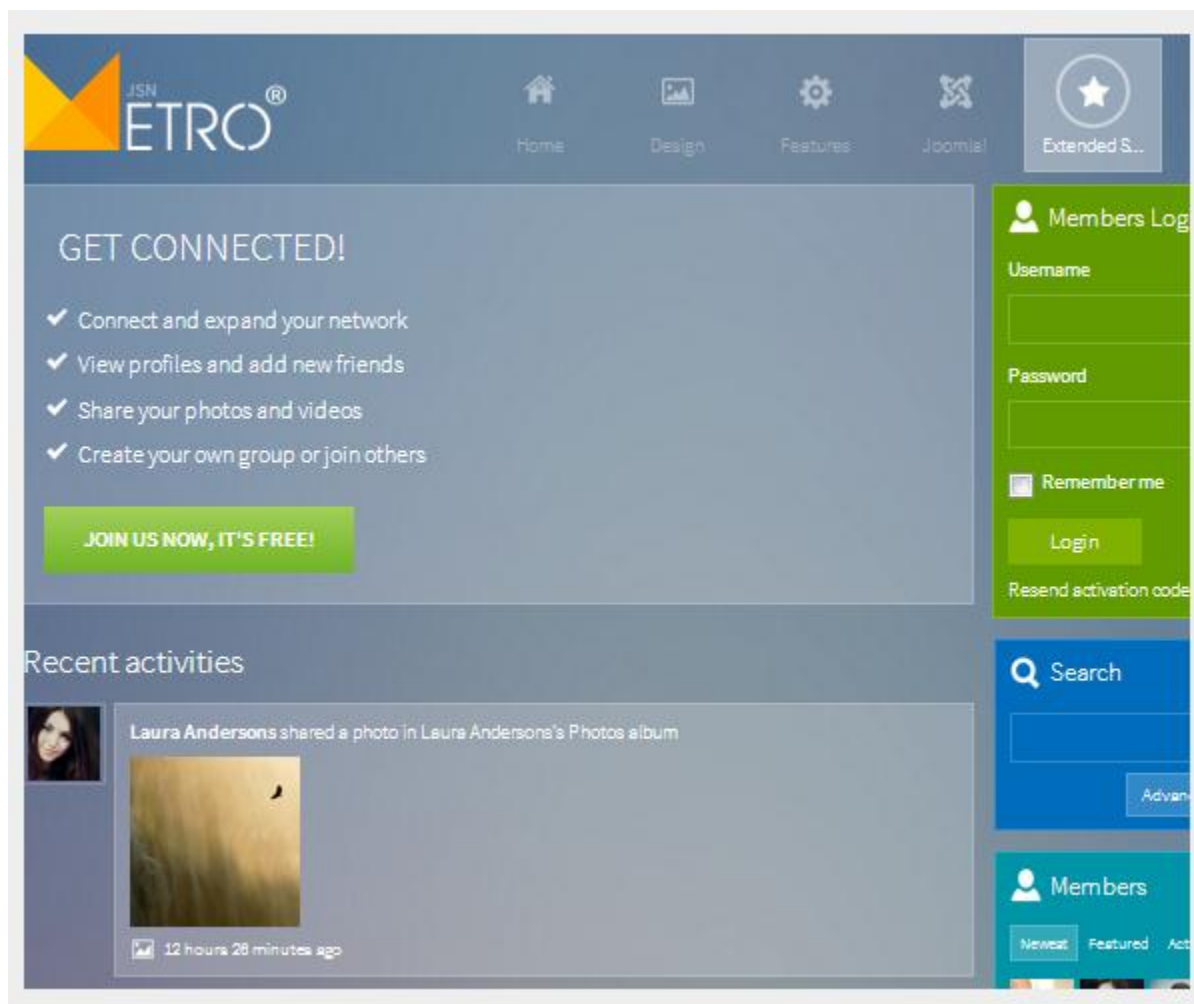 JSN
ETRO®
Home
Design
Features
Joomla!
Extended S...
GET CONNECTED!
Connect and expand your network
View profiles and add new friends
Share your photos and videos
Create your own group or join others
JOIN US NOW, IT'S FREE!
Members Log
Username
Password
Remember me
Login
Resend activation code
Recent activities
Laura Andersons shared a photo in Laura Andersons's Photos album
12 hours 28 minutes ago
Search
Advan
Members
Newest Featured Act